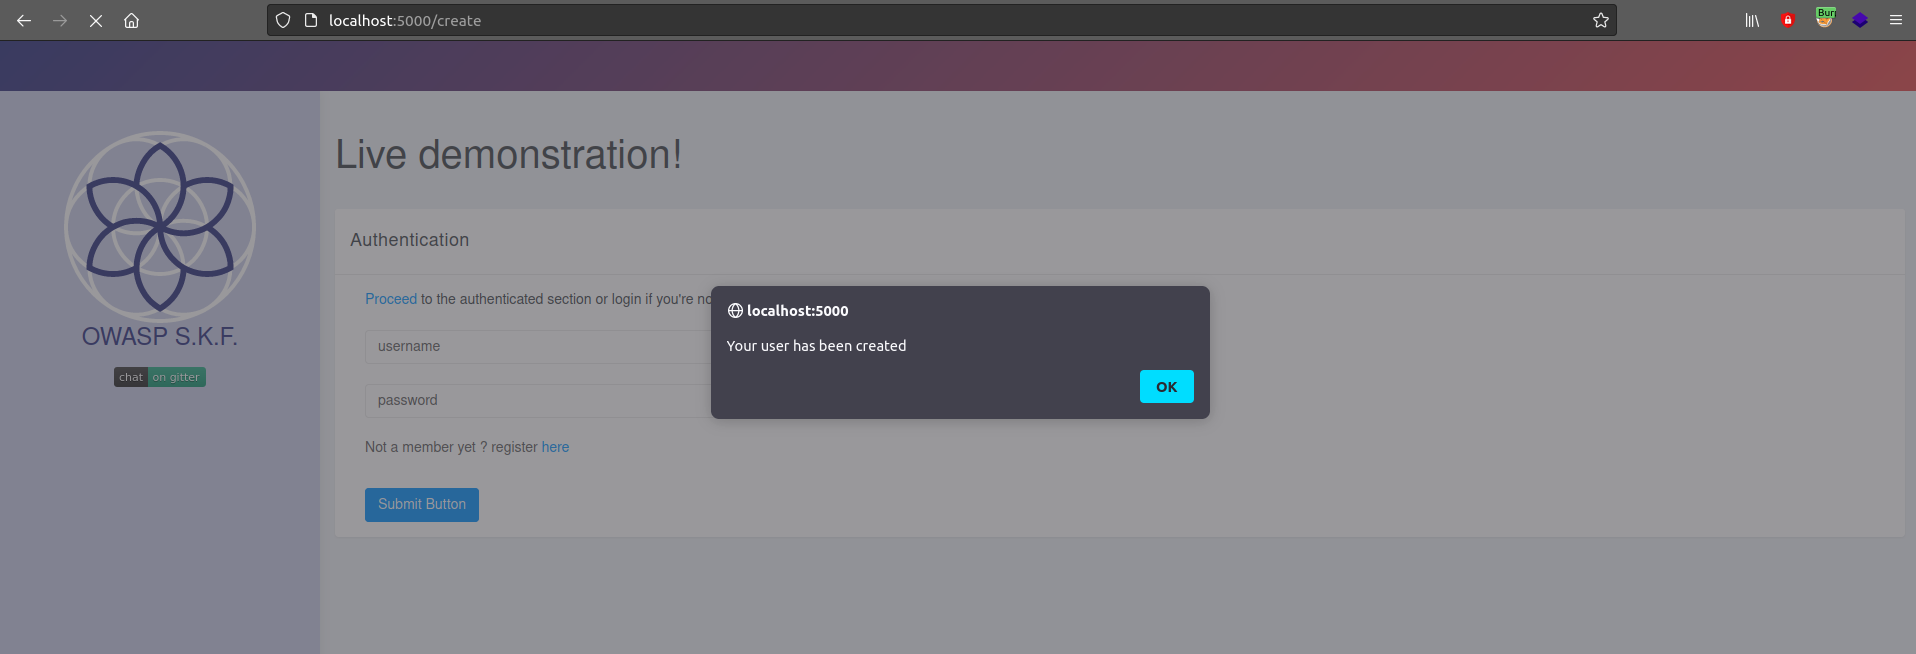 localhost:5000/create
Burr
Live demonstration!
Authentication
Proceed to the authenticated section or login if you're no
localhost:5000
Your user has been created
OK
username
password
Not a member yet ? register here
Submit Button
OWASP S.K.F.
chat on gitter